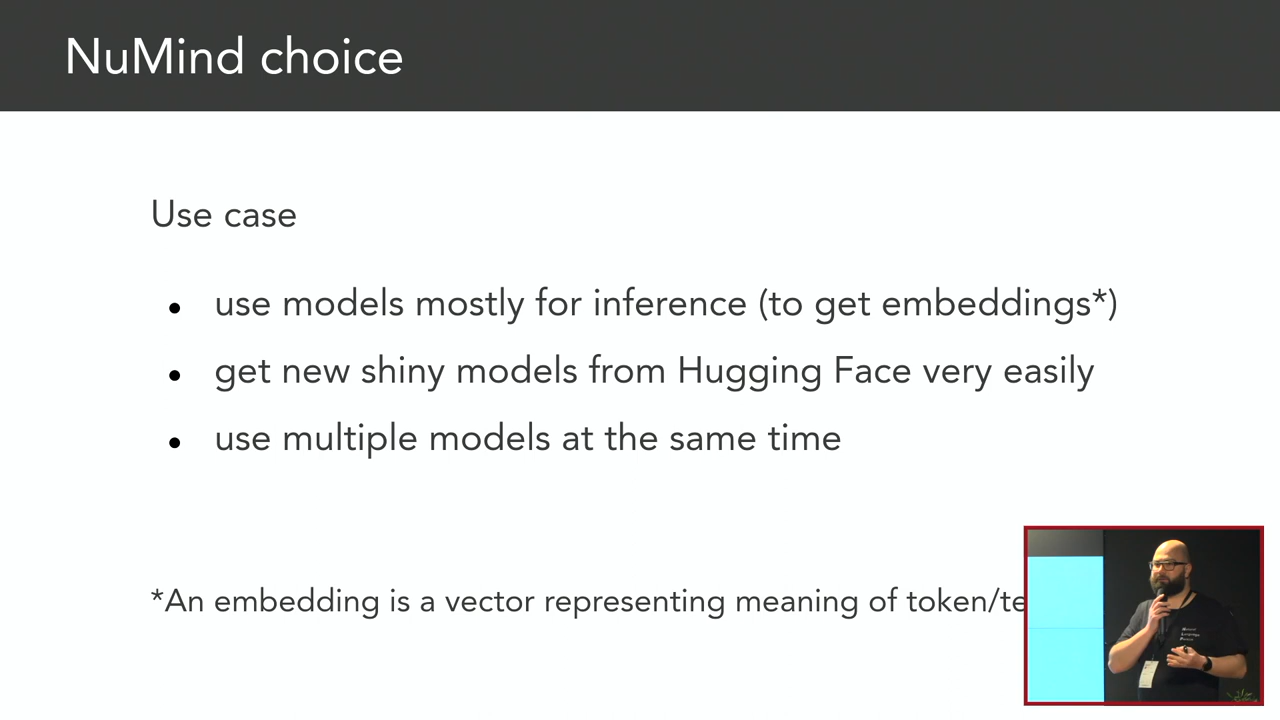 NuMind choice
Use case
• use models mostly for inference (to get embeddings*)
• get new shiny models from Hugging Face very easily
• use multiple models at the same time
*An embedding is a vector representing meaning of token/te